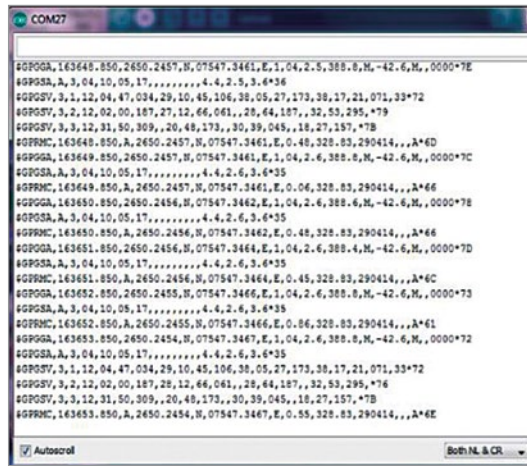 COM27
$GPGGA,163648.850,2650.2457,N,07547.3461,E,1,04,2.5,388.8,M,-42.6,M,,0000*7E
$GPGSA,A,3,04,10,05,17,,,,,,,,,4.4,2.5,3.6*36
$GPGSV,3,1,12,04,47,034,29,10,45,106,38,05,27,173,38,17,21,071,33*72
$GPGSV,3,2,12,02,00,187,27,12,66,061,,28,64,187,,32,53,295,*79
$GPGSV,3,3,12,31,50,309,,20,48,173,,30,39,045,,18,27,157,*7B
$GPRMC,163648.850,A,2650.2457,N,07547.3461,E,0.48,328.83,290414,,,A*6D
$GPGGA,163649.850,2650.2457,N,07547.3461,E,1,04,2.6,388.8,M,-42.6,M,,0000*7C
$GPGSA,A,3,04,10,05,17,,,,,,,,,4.4,2.6,3.6*35
$GPRMC,163649.850,A,2650.2457,N,07547.3461,E,0.06,328.83,290414,,,A*66
$GPGGA,163650.850,2650.2456,N,07547.3462,E,1,04,2.6,388.6,M,-42.6,M,,0000*78
$GPGSA,A,3,04,10,05,17,,,,,,,,,4.4,2.6,3.6*35
$GPRMC,163650.850,A,2650.2456,N,07547.3462,E,0.48,328.83,290414,,,A*66
$GPGGA,163651.850,2650.2456,N,07547.3464,E,1,04,2.6,388.4,M,-42.6,M,,0000*7D
$GPGSA,A,3,04,10,05,17,,,,,,,,,4.4,2.6,3.6*35
$GPRMC,163651.850,A,2650.2456,N,07547.3464,E,0.45,328.83,290414,,,A*6C
$GPGGA,163652.850,2650.2455,N,07547.3466,E,1,04,2.6,388.2,M,-42.6,M,,0000*73
$GPGSA,A,3,04,10,05,17,,,,,,,,,4.4,2.6,3.6*35
$GPRMC,163652.850,A,2650.2455,N,07547.3466,E,0.86,328.83,290414,,,A*61
$GPGGA,163653.850,2650.2454,N,07547.3467,E,1,04,2.6,388.2,M,-42.6,M,,0000*72
$GPGSA,A,3,04,10,05,17,,,,,,,,,4.4,2.6,3.6*35
$GPGSV,3,1,12,04,47,034,29,10,45,106,38,05,27,173,38,17,21,071,33*72
$GPGSV,3,2,12,02,00,187,28,12,66,061,,28,64,187,,32,53,295,*76
$GPGSV,3,3,12,31,50,309,,20,48,173,,30,39,045,,18,27,157,*7B
$GPRMC,163653.850,A,2650.2454,N,07547.3467,E,0.55,328.83,290414,,,A*6E
Autoscroll
Both NL & CR